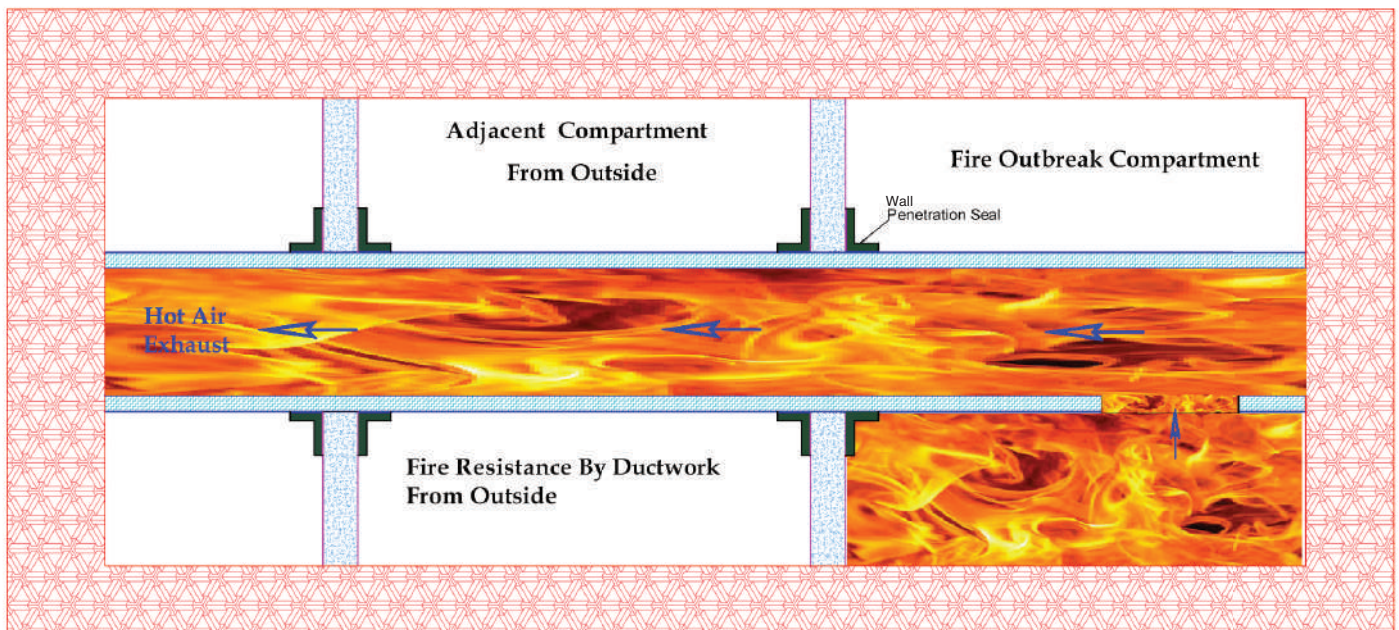 Adjacent Compartment
From Outside
Fire Outbreak Compartment
Wall
Penetration Seal
Hot Air
Exhaust
Fire Resistance By Ductwork
From Outside